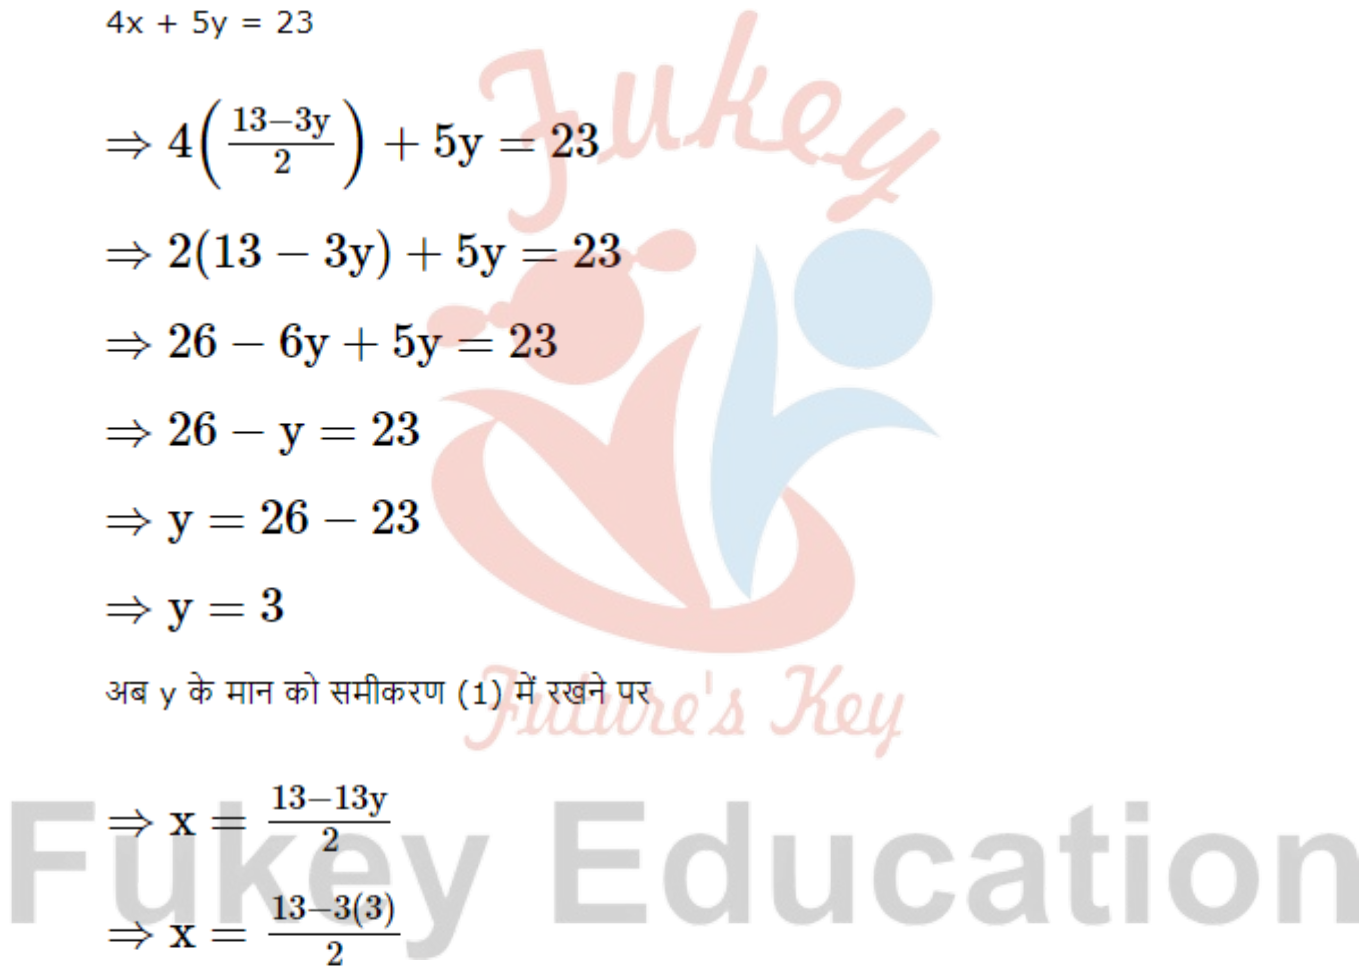 4x + 5y = 23
⇒ 4(13−3y/2) + 5y = 23
⇒ 2(13 − 3y) + 5y = 23
⇒ 26 − 6y + 5y = 23
⇒ 26 − y = 23
⇒ y = 26 − 23
⇒ y = 3
अब y के मान को समीकरण (1) में रखने पर
⇒ x = 13−13y/2
⇒ x = 13−3(3)/2
Fukey
Future's Key
Fukey Education